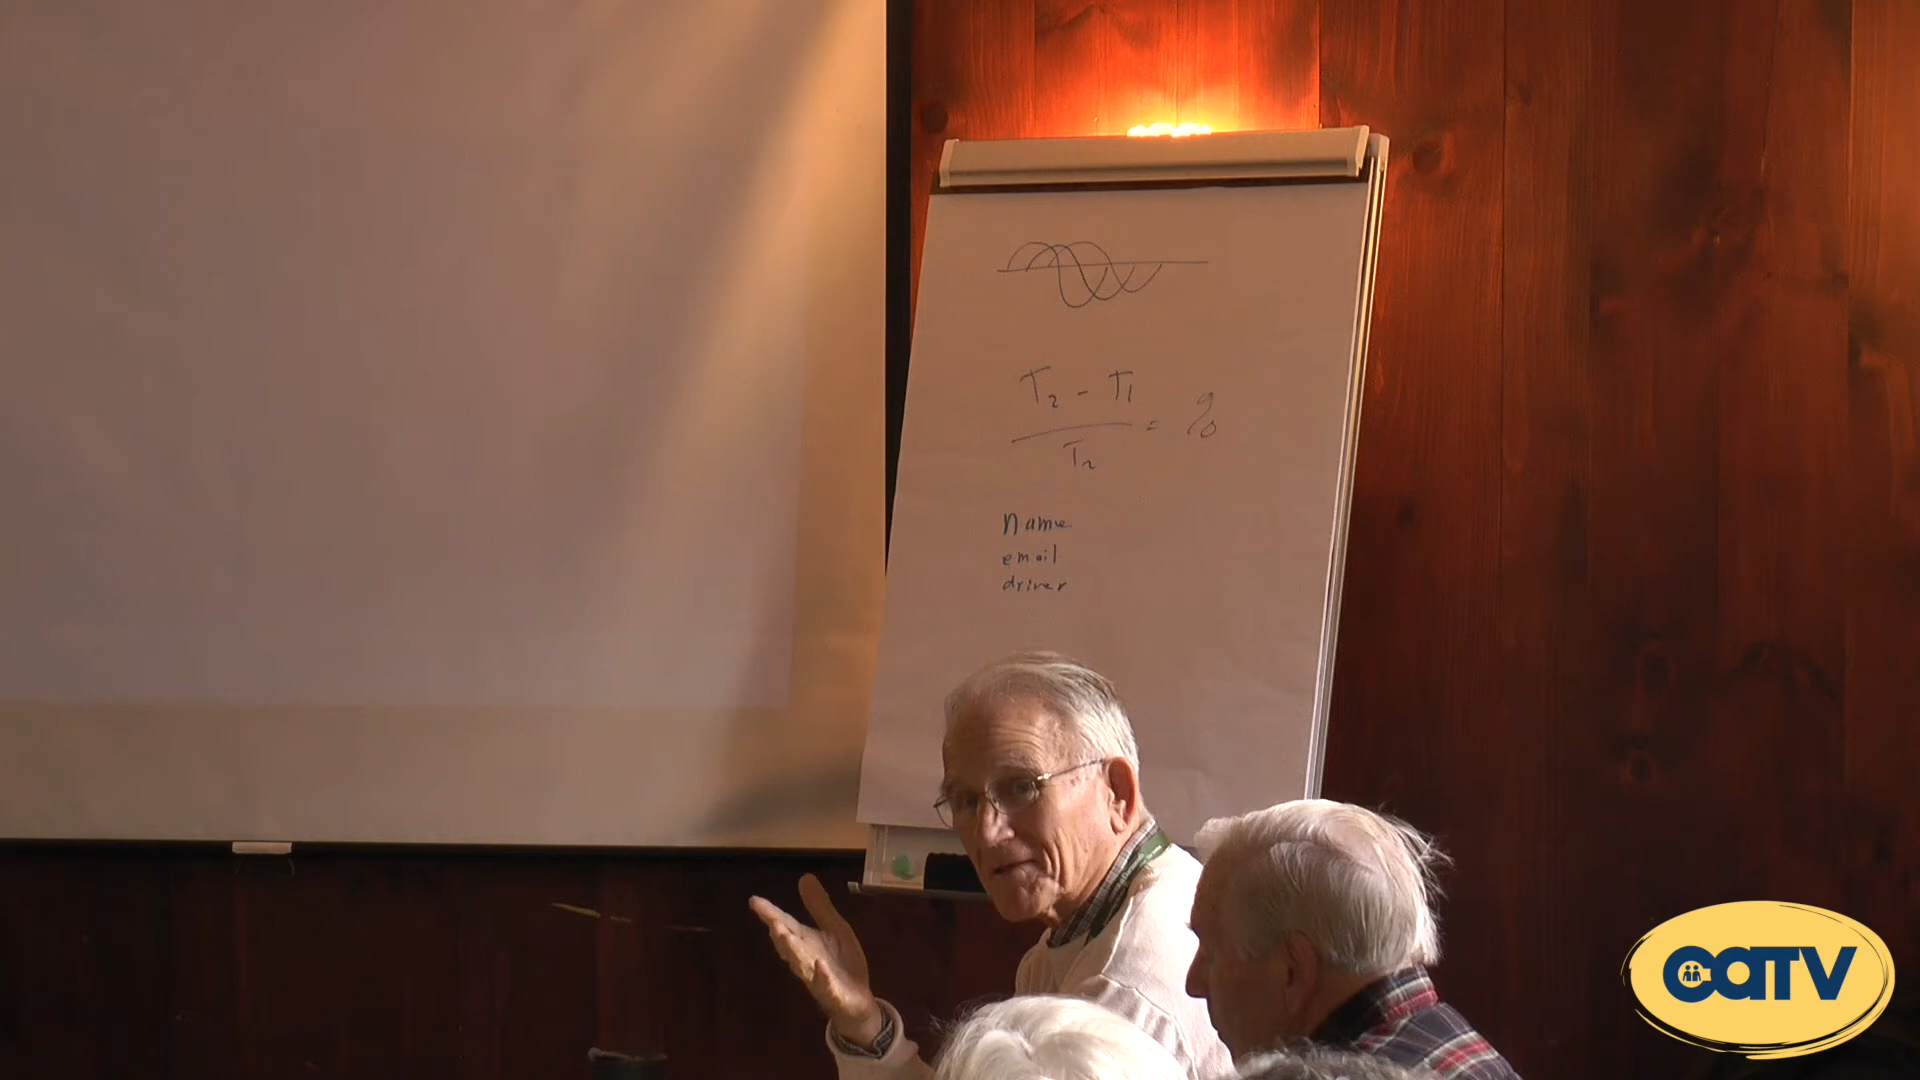 T₂ - T₁
T₂
= %
name
email
driver
CATV